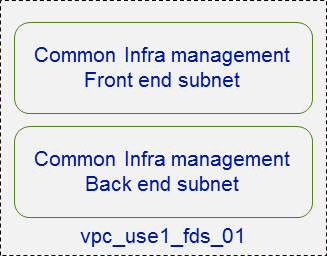 Common Infra management
Front end subnet
Common Infra management
Back end subnet
vpc_use1_fds_01